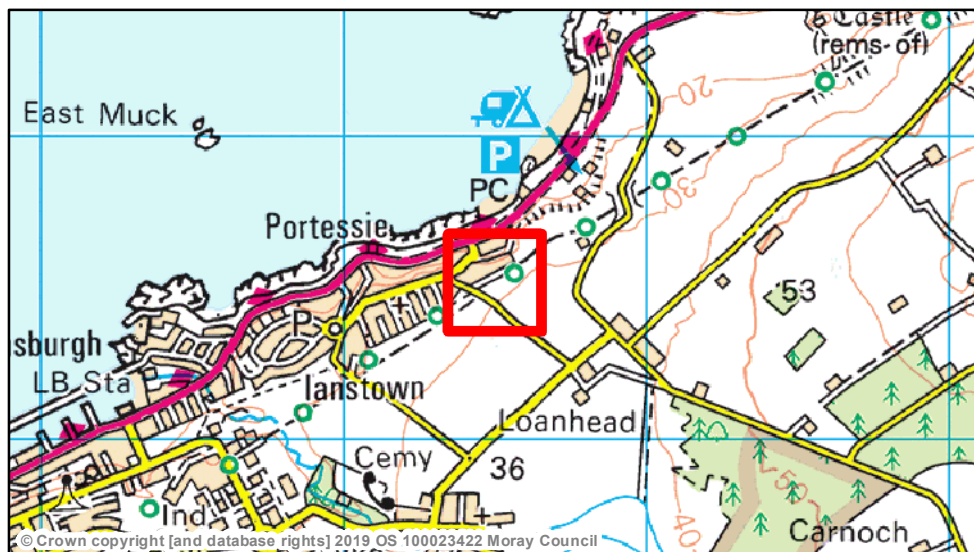 Castle
(rems of)
20
East Muck
P
PC
30
Portessie
53
P
sburgh
LB Sta
Ianstown
Loanhead
Cemy
36
50
Ind
40
Carnoch
© Crown copyright [and database rights] 2019 OS 100023422 Moray Council